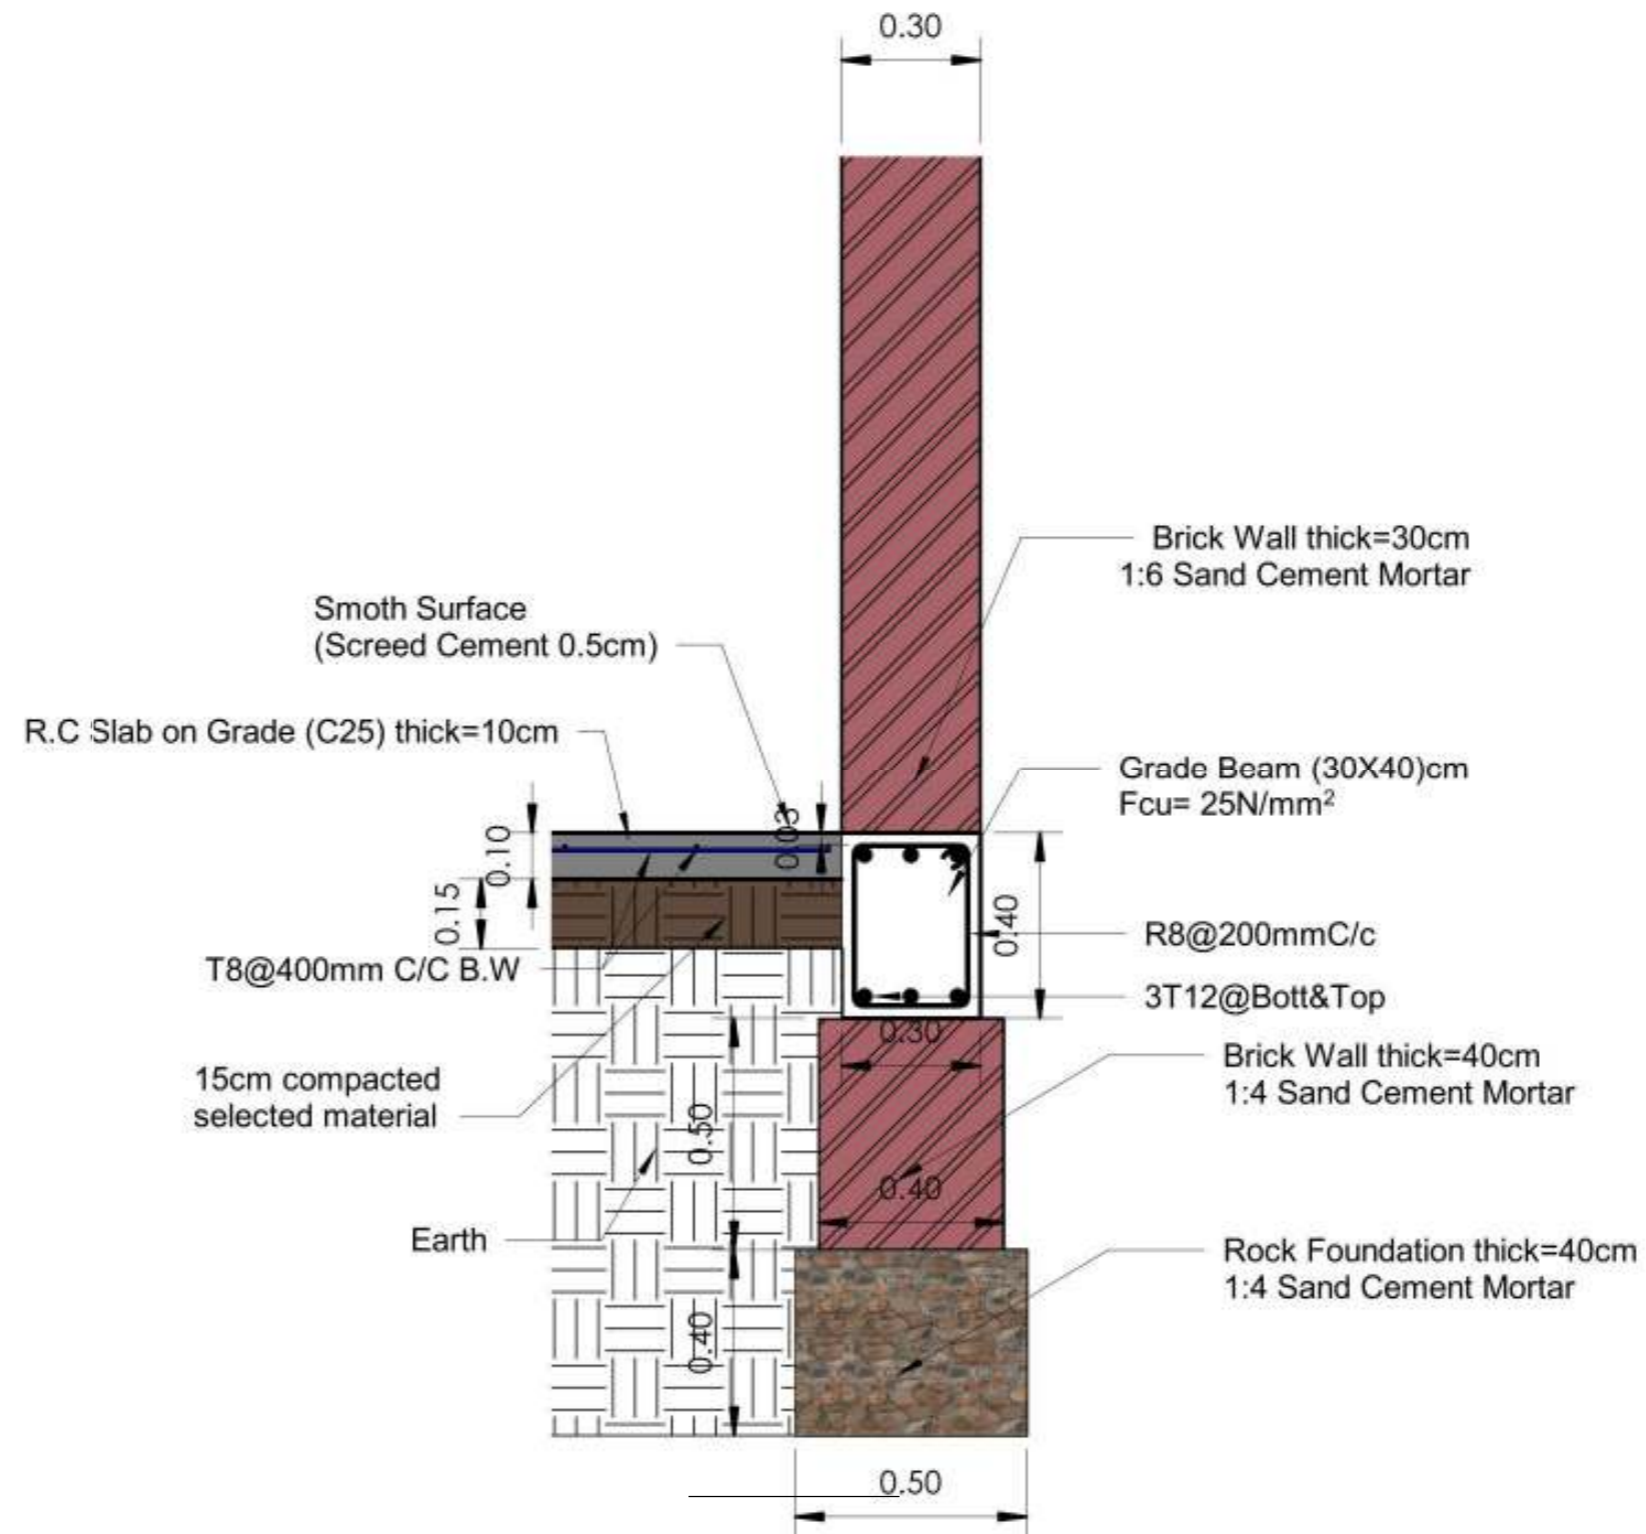 0.30
Brick Wall thick=30cm
1:6 Sand Cement Mortar
Smoth Surface
(Screed Cement 0.5cm)
R.C Slab on Grade (C25) thick=10cm
Grade Beam (30X40)cm
Fcu= 25N/mm²
0.03
0.10
0.15
0.40
R8@200mmC/c
T8@400mm C/C B.W
3T12@Bott&Top
0.30
Brick Wall thick=40cm
1:4 Sand Cement Mortar
15cm compacted
selected material
0.50
0.40
Earth
Rock Foundation thick=40cm
1:4 Sand Cement Mortar
0.40
0.50